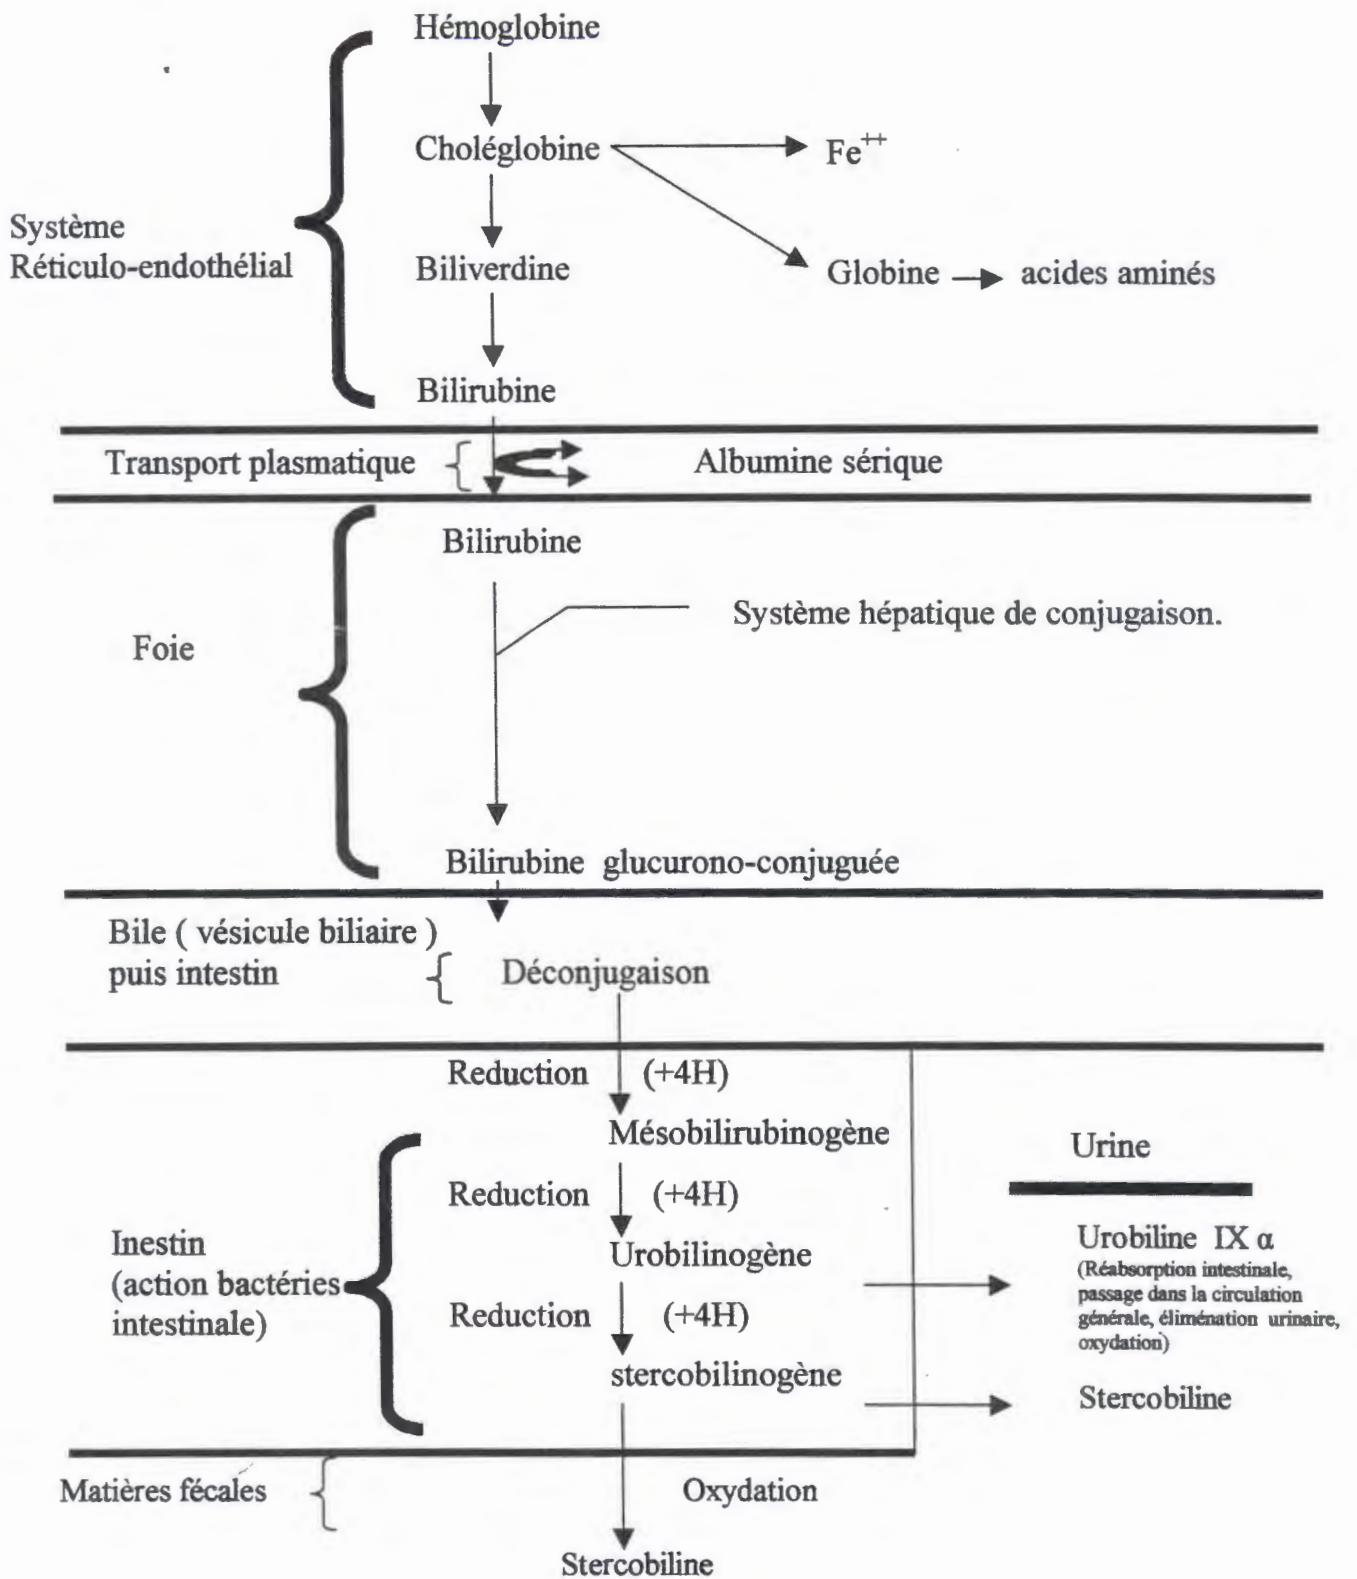 Hémoglobine
Choléglobine
Fe++
Système
Réticulo-endothélial
Biliverdine
Globine
acides aminés
Bilirubine
Transport plasmatique
Albumine sérique
Bilirubine
Système hépatique de conjugaison.
Foie
Bilirubine glucurono-conjuguée
Bile ( vésicule biliaire )
puis intestin
Déconjugaison
Reduction (+4H)
Mésobilirubinogène
Reduction (+4H)
Urobilinogène
Reduction (+4H)
stercobilinogène
Inestin
(action bactéries
intestinale)
Urine
Urobiline IX α
(Réabsorption intestinale,
passage dans la circulation
générale, éliménation urinaire,
oxydation)
Stercobiline
Matières fécales
Oxydation
Stercobiline